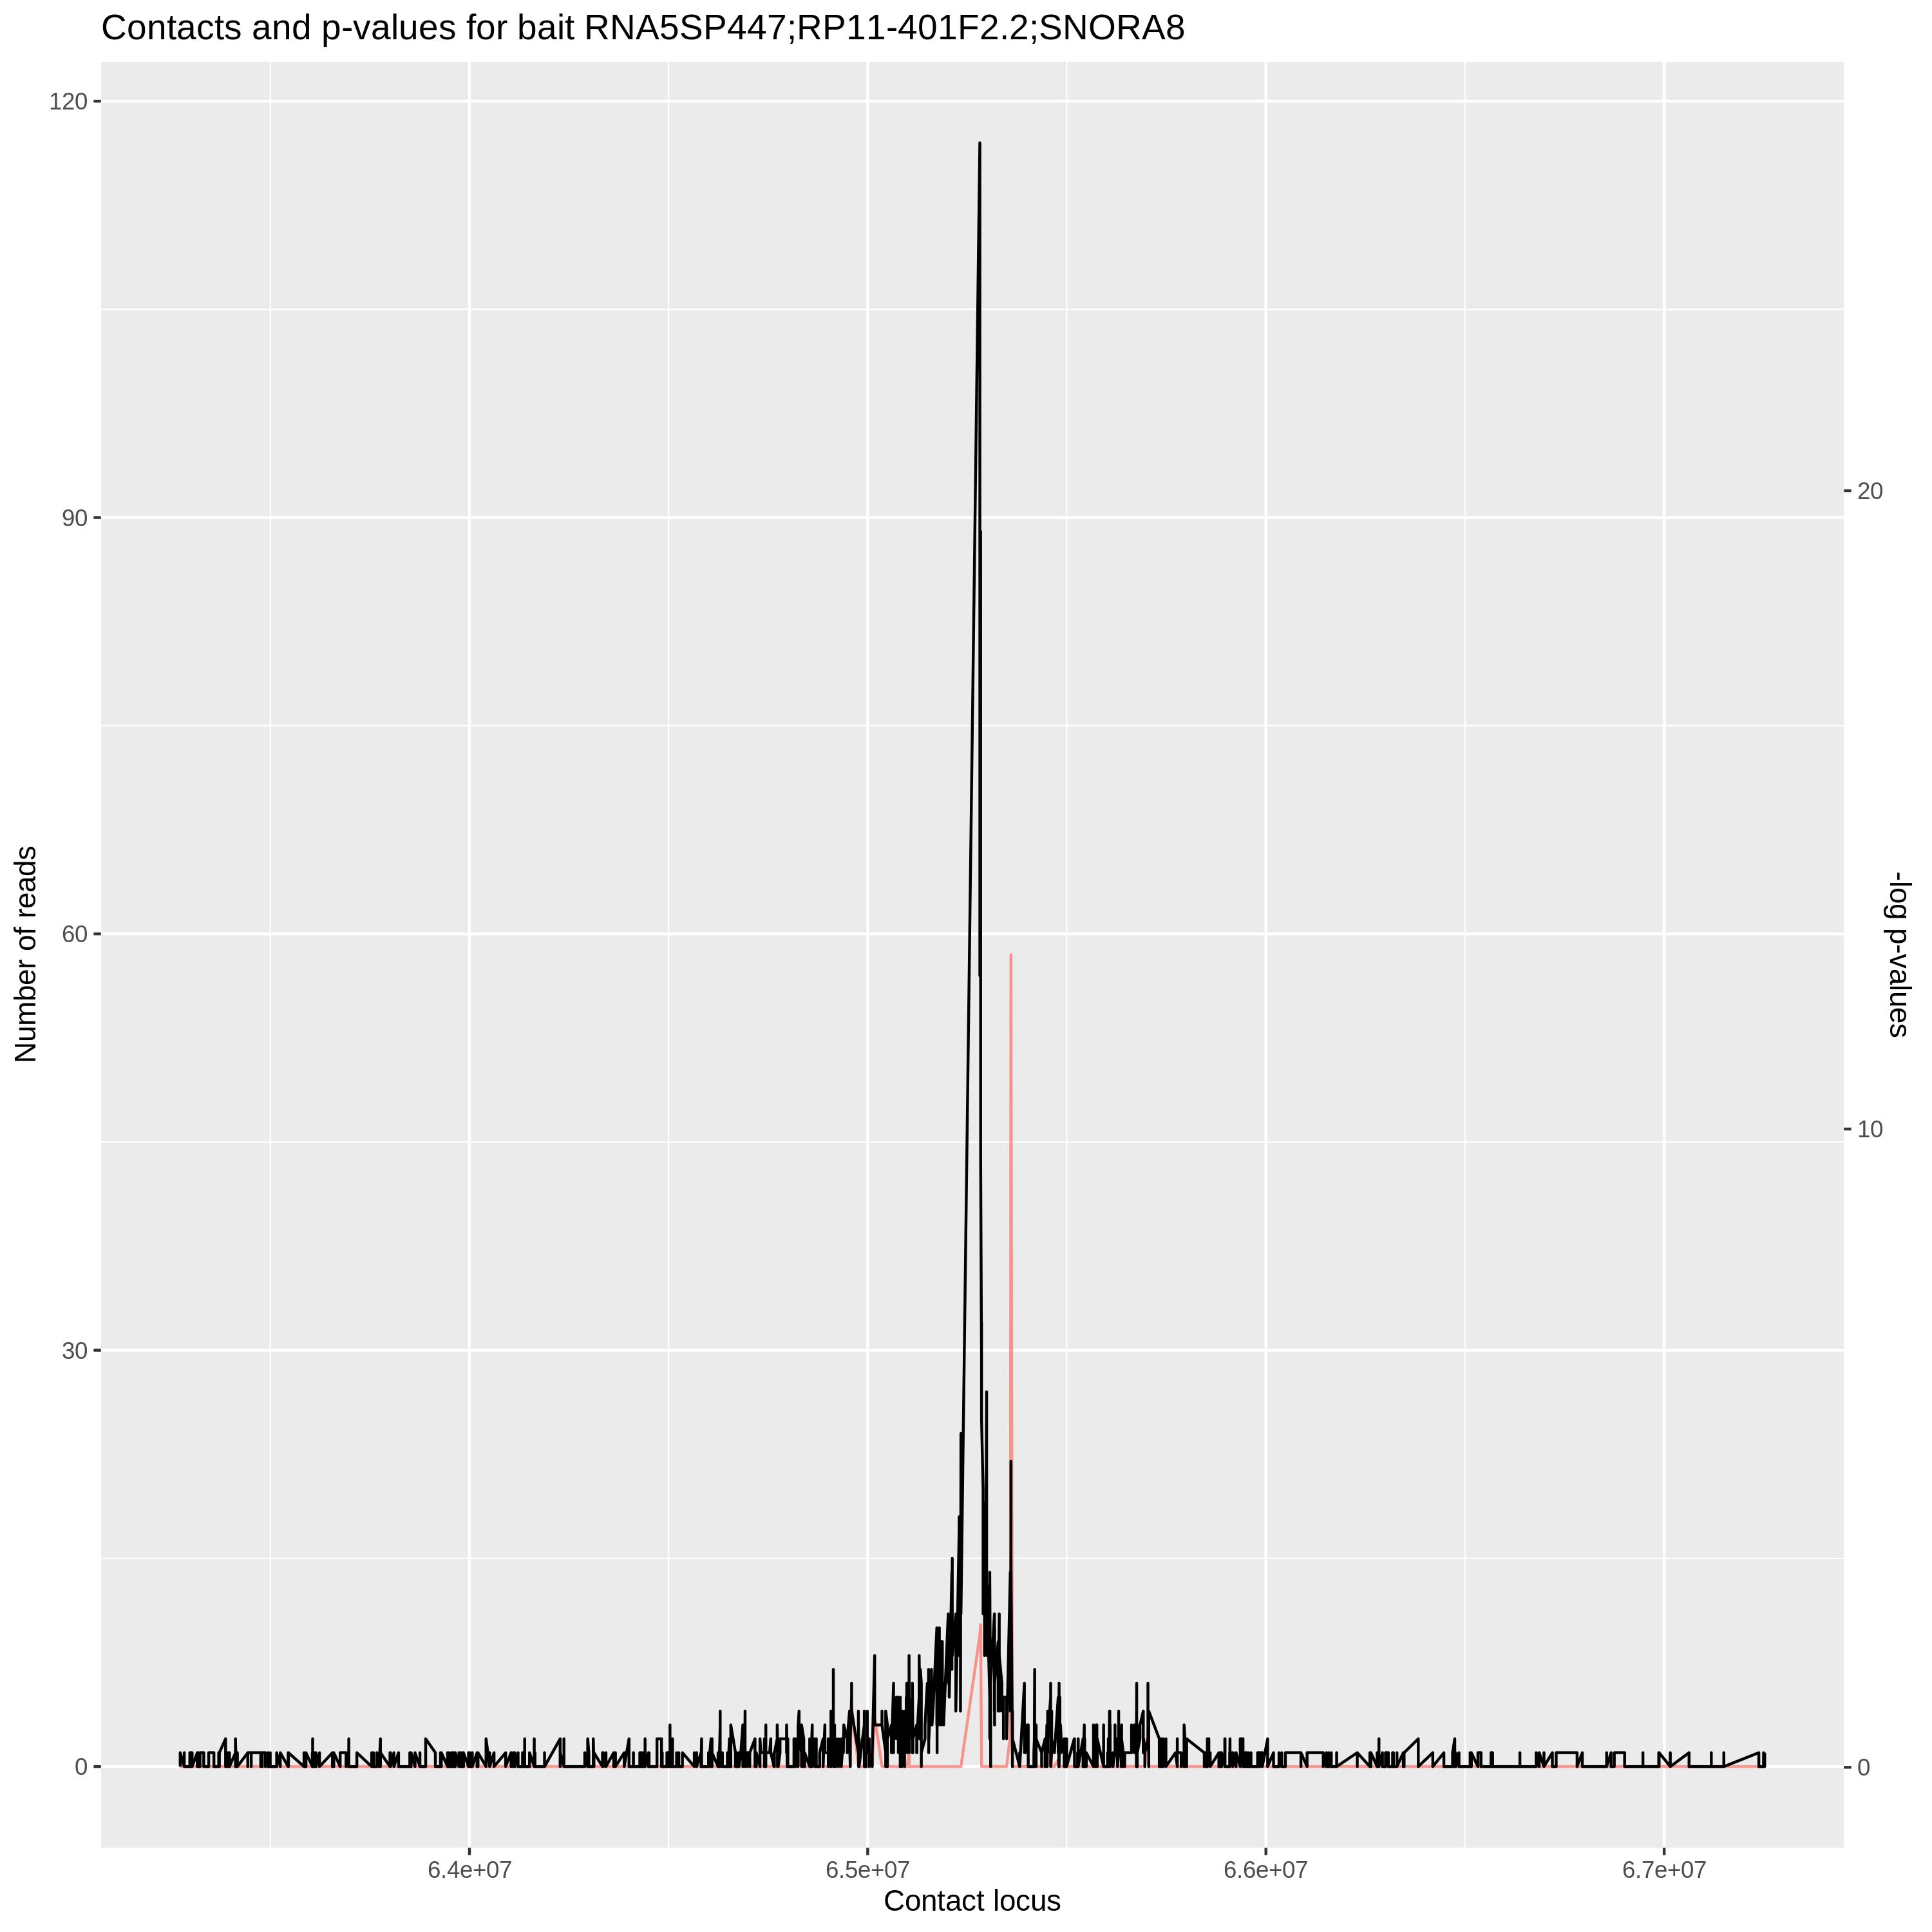 Contacts and p-values for bait RNA5SP447;RP11-401F2.2;SNORA8
120
90
60
30
0
Number of reads
20
10
0
-log p-values
6.4e+07 6.5e+07 6.6e+07 6.7e+07
Contact locus